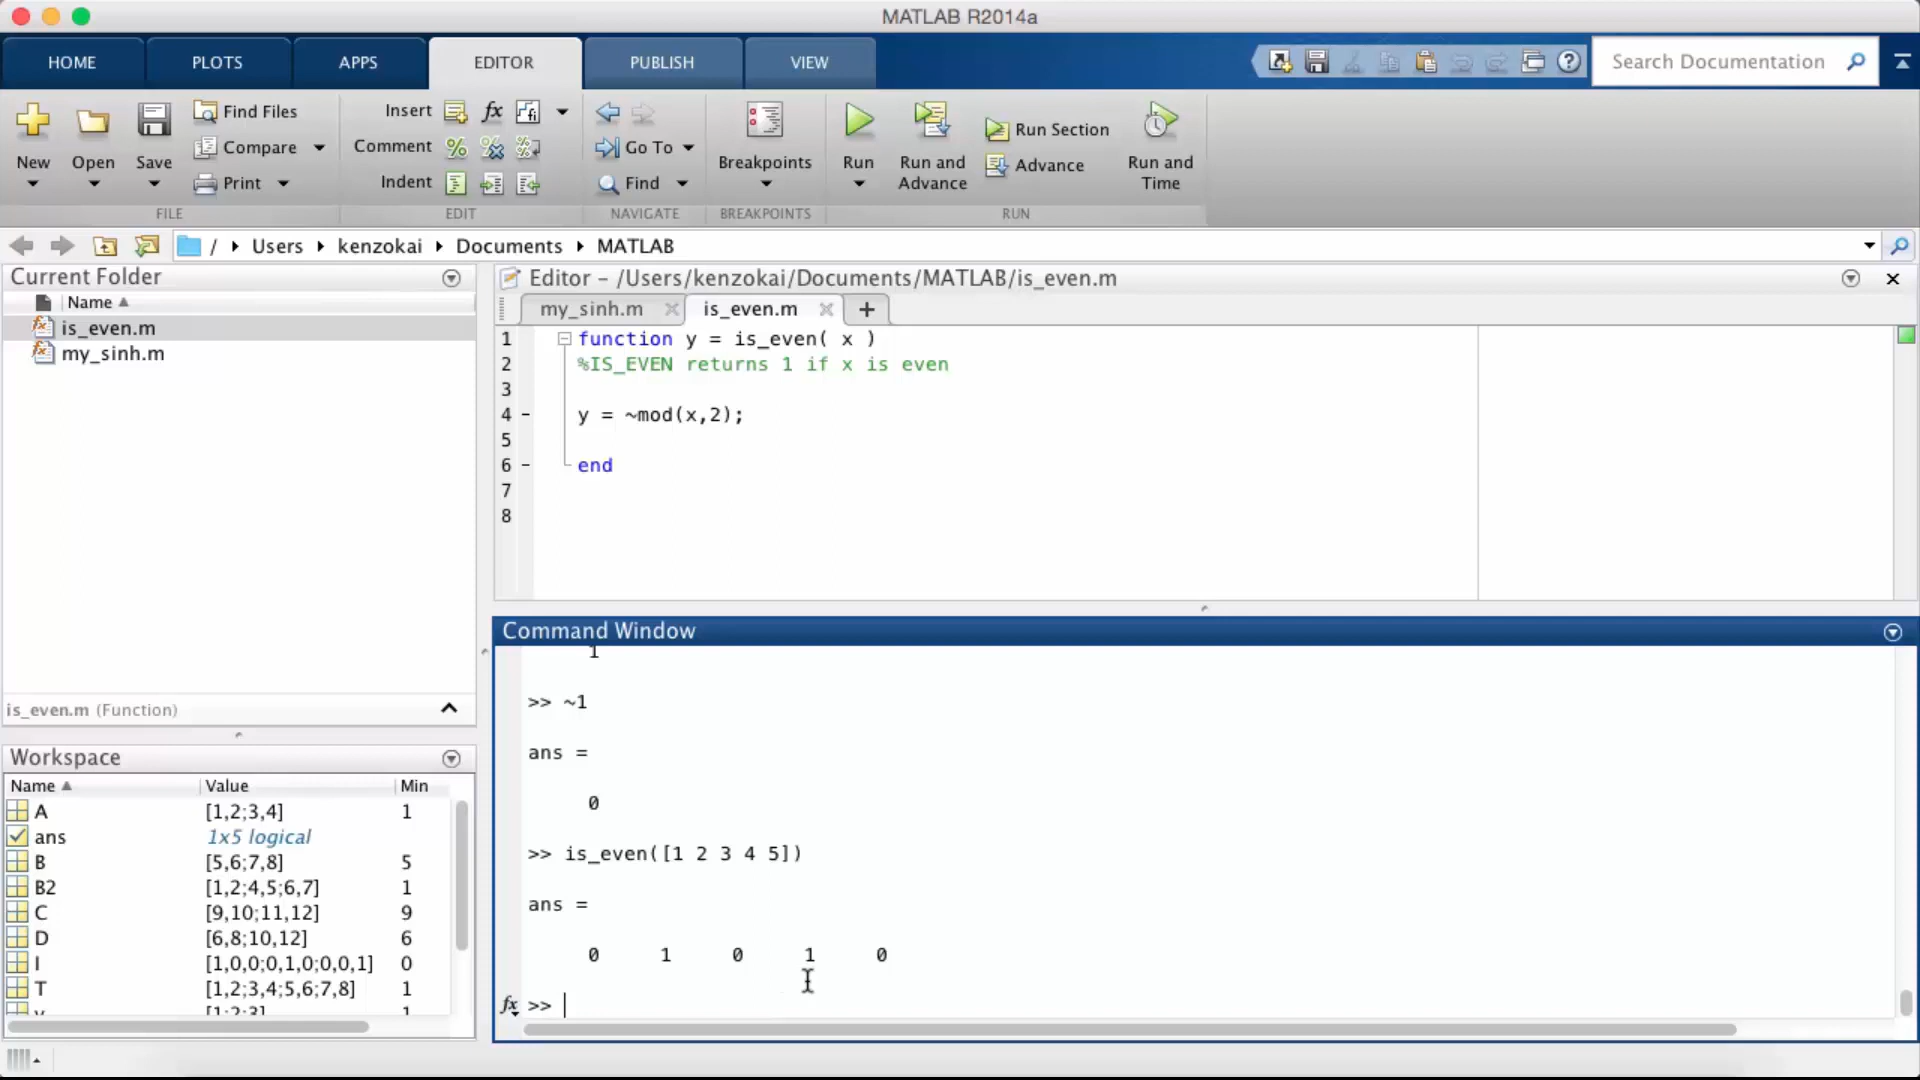 MATLAB R2014a
HOME PLOTS APPS EDITOR PUBLISH VIEW
Search Documentation
New
Open
Save
Find Files
Compare
Print
FILE
Insert
Comment
Indent
EDIT
Go To
Find
NAVIGATE
Breakpoints
BREAKPOINTS
Run
Run and
Advance
Run Section
Advance
Run and
Time
RUN
/ Users kenzokai Documents MATLAB
Current Folder
Name
is_even.m
my_sinh.m
is_even.m (Function)
Workspace
Name Value Min
A [1,2;3,4] 1
ans 1x5 logical
B [5,6;7,8] 5
B2 [1,2;4,5;6,7] 1
C [9,10;11,12] 9
D [6,8;10,12] 6
I [1,0,0;0,1,0;0,0,1] 0
T [1,2;3,4;5,6;7,8] 1
v [1;2;3] 1
Editor – /Users/kenzokai/Documents/MATLAB/is_even.m
my_sinh.m is_even.m
1 function y = is_even( x )
2 %IS_EVEN returns 1 if x is even
3
4 – y = ~mod(x,2);
5
6 – end
7
8
Command Window
1
>> ~1
ans =
0
>> is_even([1 2 3 4 5])
ans =
0 1 0 1 0
fx >>